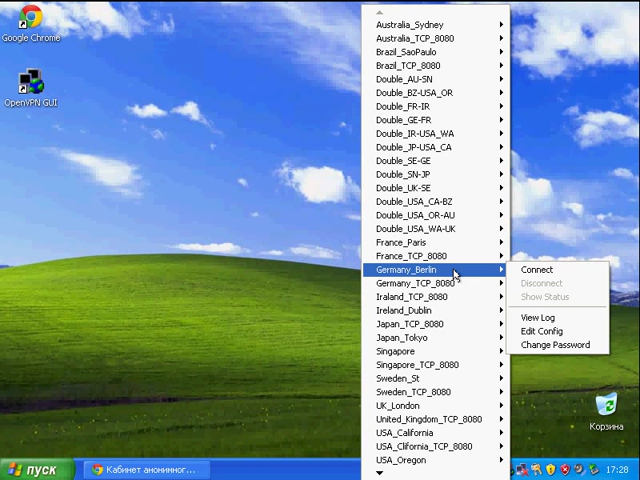 Google Chrome
OpenVPN GUI
Australia_Sydney
Australia_TCP_8080
Brazil_SaoPaulo
Brazil_TCP_8080
Double_AU-SN
Double_BZ-USA_OR
Double_FR-IR
Double_GE-FR
Double_IR-USA_WA
Double_JP-USA_CA
Double_SE-GE
Double_SN-JP
Double_UK-SE
Double_USA_CA-BZ
Double_USA_OR-AU
Double_USA_WA-UK
France_Paris
France_TCP_8080
Germany_Berlin
Germany_TCP_8080
Iraland_TCP_8080
Ireland_Dublin
Japan_TCP_8080
Japan_Tokyo
Singapore
Singapore_TCP_8080
Sweden_St
Sweden_TCP_8080
UK_London
United_Kingdom_TCP_8080
USA_California
USA_Clifornia_TCP_8080
USA_Oregon
Connect
Disconnect
Show Status
View Log
Edit Config
Change Password
Корзина
пуск
Кабинет анонимног...
17:28